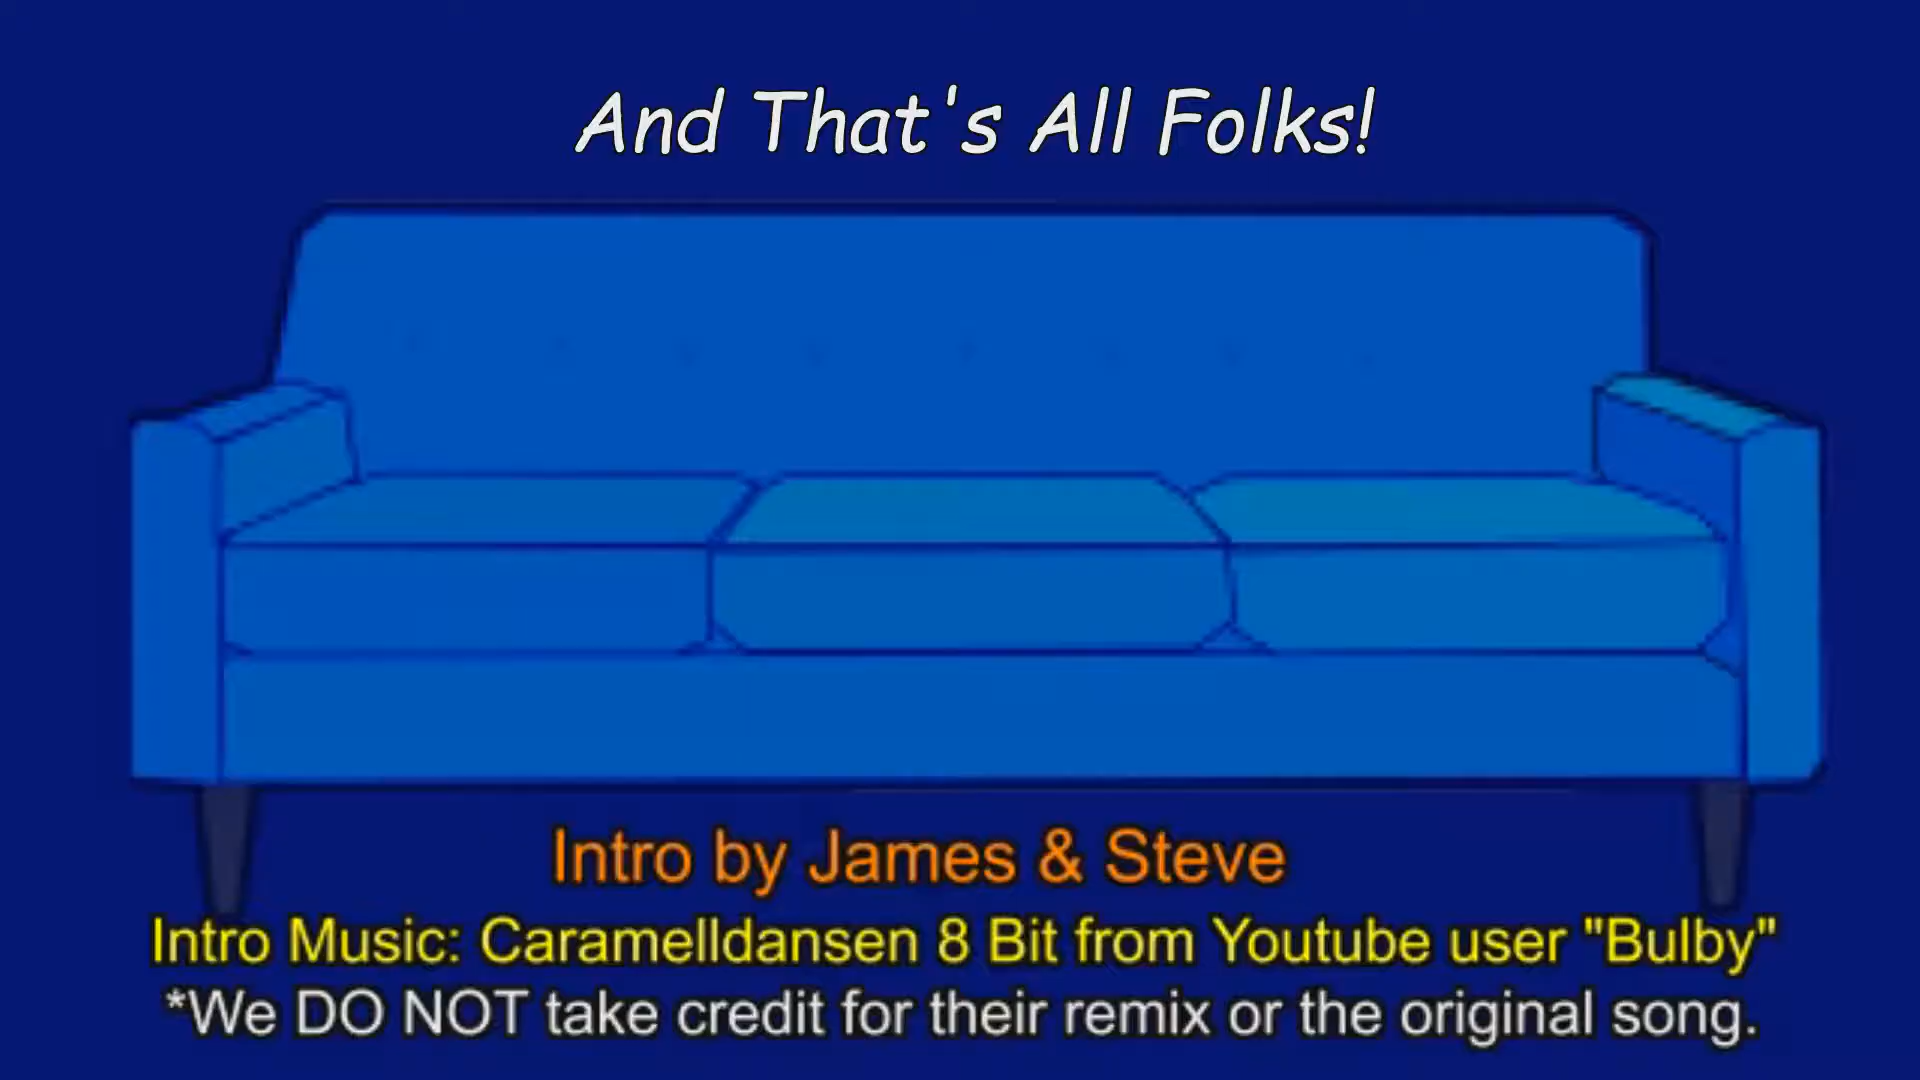 And That's All Folks!
Intro by James & Steve
Intro Music: Caramelldansen 8 Bit from Youtube user "Bulby"
*We DO NOT take credit for their remix or the original song.